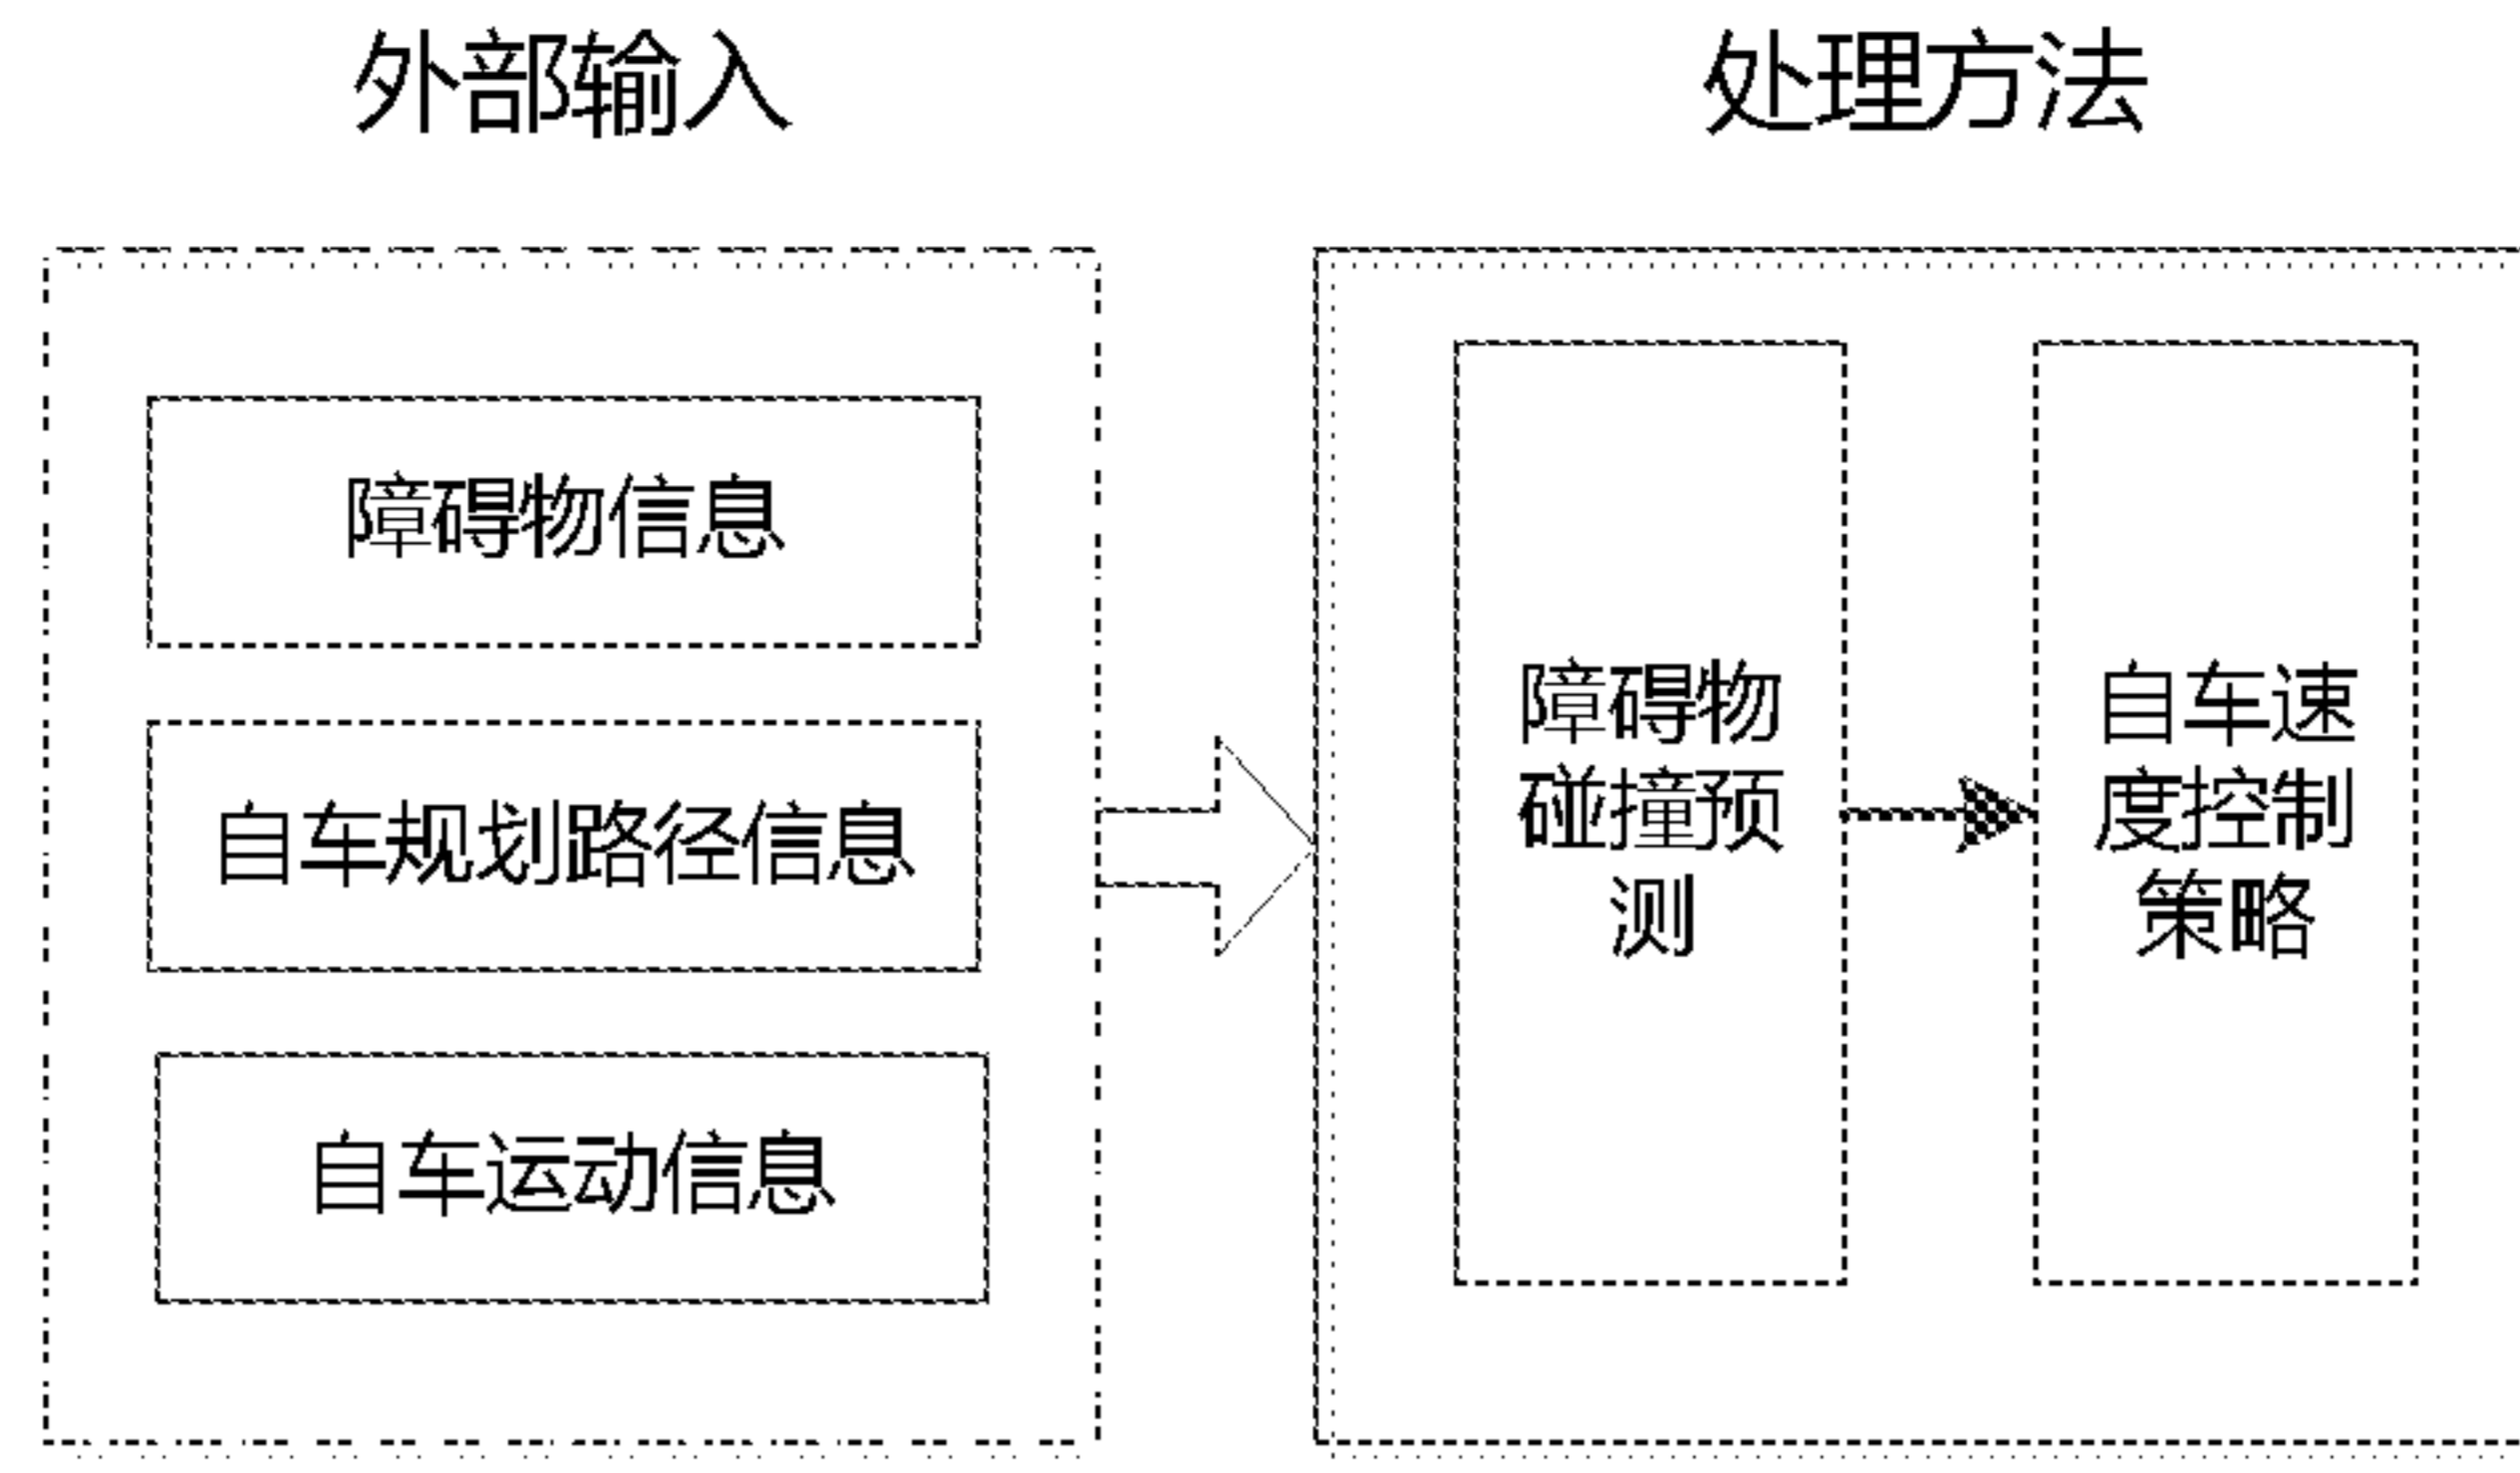 外部输入
处理方法
障碍物信息
自车规划路径信息
自车运动信息
障碍物
碰撞预
测
自车速
度控制
策略